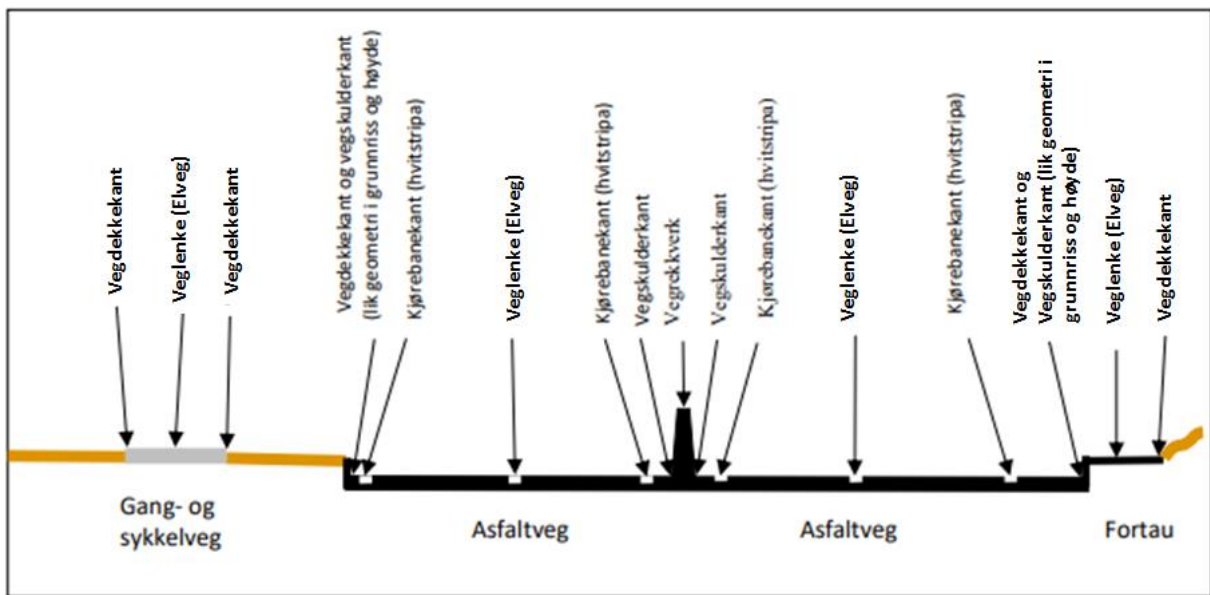 Vegdekkekant
Veglenke (Elveg)
Vegdekkekant
Vegdekkekant og vegskulderkant
(lik geometri i grunnriss og høyde)
Kjørebanekant (hvitstripa)
Veglenke (Elveg)
Kjørebanekant (hvitstripa)
Vegskulderkant
Vegrekkverk
Vegskulderkant
Kjørebanekant (hvitstripa)
Veglenke (Elveg)
Kjørebanekant (hvitstripa)
Vegdekkekant og
Vegskulderkant (lik geometri i
grunnriss og høyde)
Veglenke (Elveg)
Vegdekkekant
Gang- og
sykkelveg
Asfaltveg
Asfaltveg
Fortau